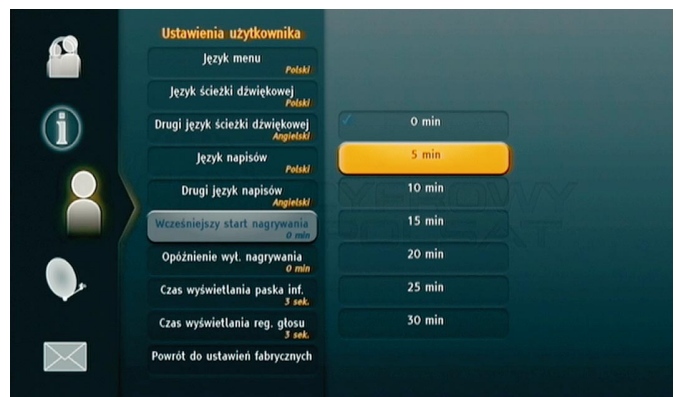 Ustawienia użytkownika
Język menu
Polski
Język ścieżki dźwiękowej
Polski
Drugi język ścieżki dźwiękowej
Angielski
Język napisów
Polski
Drugi język napisów
Angielski
Wcześniejszy start nagrywania
0 min
Opóźnienie wył. nagrywania
0 min
Czas wyświetlania paska inf.
3 sek.
Czas wyświetlania reg. głosu
3 sek.
Powrót do ustawień fabrycznych
0 min
5 min
10 min
15 min
20 min
25 min
30 min